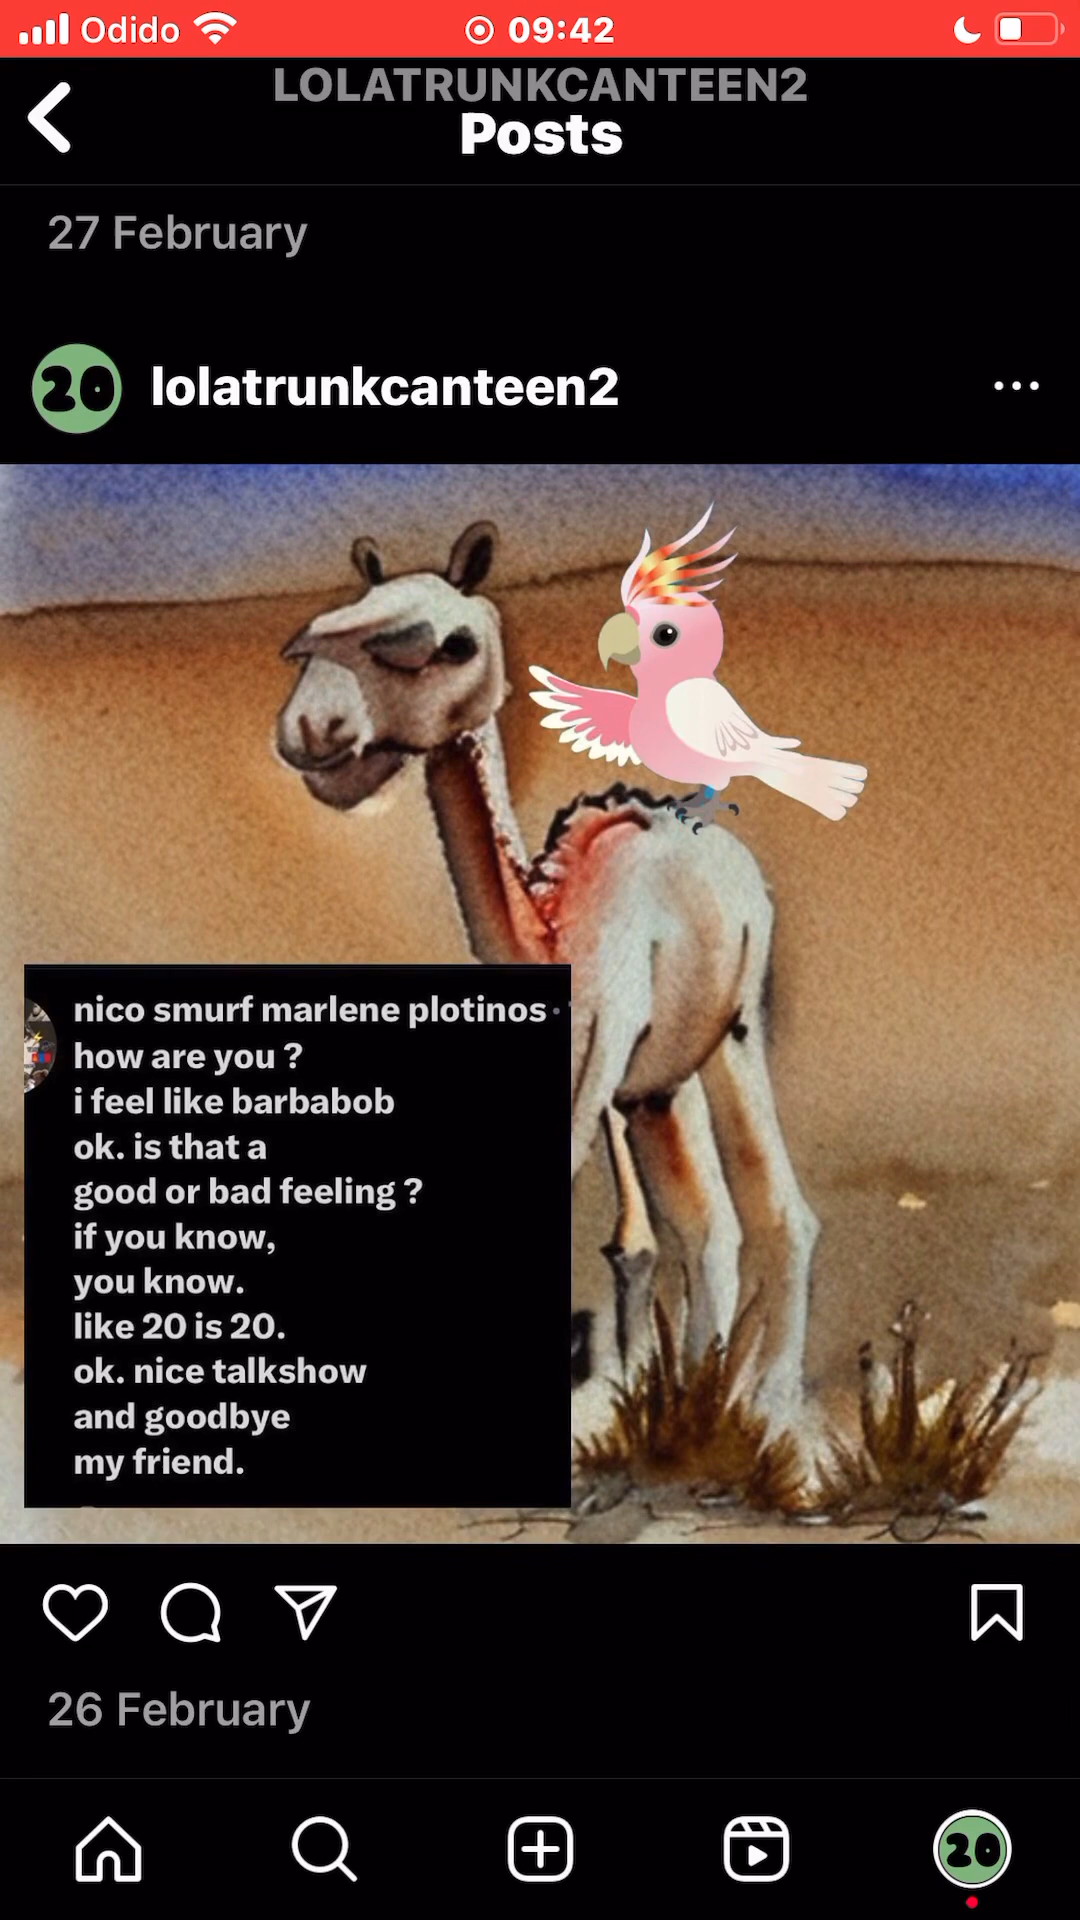 Odido
09:42
LOLATRUNKCANTEEN2
Posts
27 February
20
lolatrunkcanteen2
nico smurf marlene plotinos
how are you ?
i feel like barbabob
ok. is that a
good or bad feeling ?
if you know,
you know.
like 20 is 20.
ok. nice talkshow
and goodbye
my friend.
26 February
20